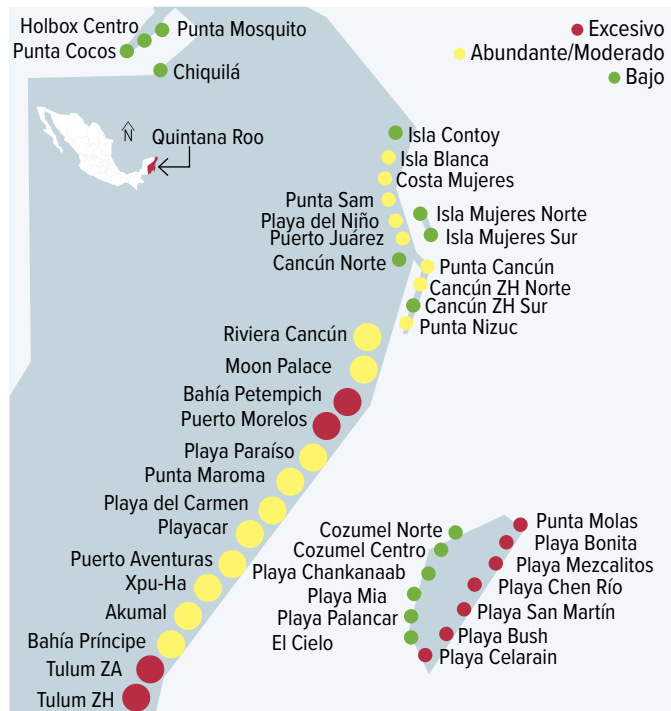 Holbox Centro
Punta Mosquito
Punta Cocos
Chiquilá
Excesivo
Abundante/Moderado
Bajo
N
Quintana Roo
Isla Contoy
Isla Blanca
Costa Mujeres
Punta Sam
Playa del Niño
Puerto Juárez
Cancún Norte
Isla Mujeres Norte
Isla Mujeres Sur
Punta Cancún
Cancún ZH Norte
Cancún ZH Sur
Punta Nizuc
Riviera Cancún
Moon Palace
Bahía Petempich
Puerto Morelos
Playa Paraíso
Punta Maroma
Playa del Carmen
Playacar
Puerto Aventuras
Xpu-Ha
Akumal
Bahía Príncipe
Tulum ZA
Tulum ZH
Cozumel Norte
Cozumel Centro
Playa Chankanaab
Playa Mia
Playa Palancar
El Cielo
Punta Molas
Playa Bonita
Playa Mezcalitos
Playa Chen Río
Playa San Martín
Playa Bush
Playa Celarain